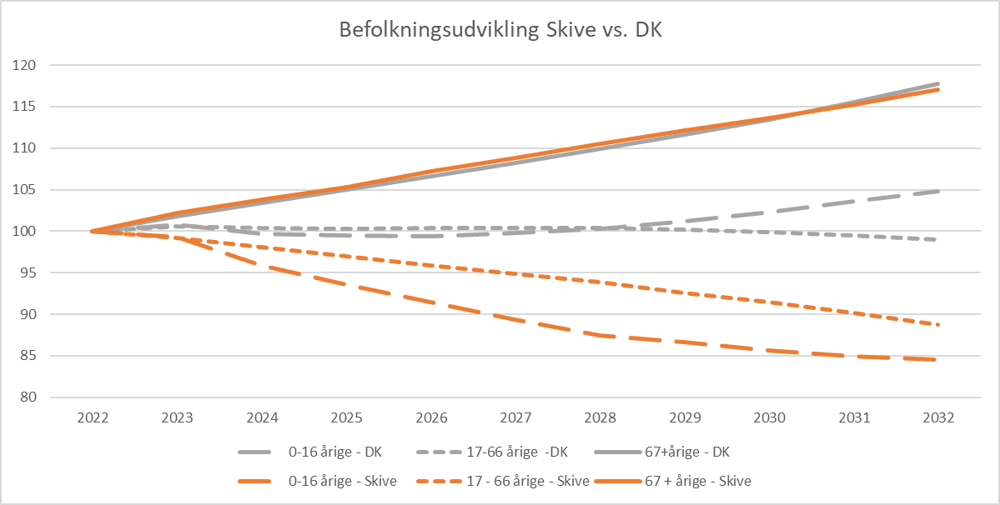 Befolkningsudvikling Skive vs. DK
120
115
110
105
100
95
90
85
80
2022 2023 2024 2025 2026 2027 2028 2029 2030 2031 2032
0-16 årige - DK 17-66 årige -DK 67+årige - DK
0-16 årige - Skive 17 - 66 årige - Skive 67 + årige - Skive